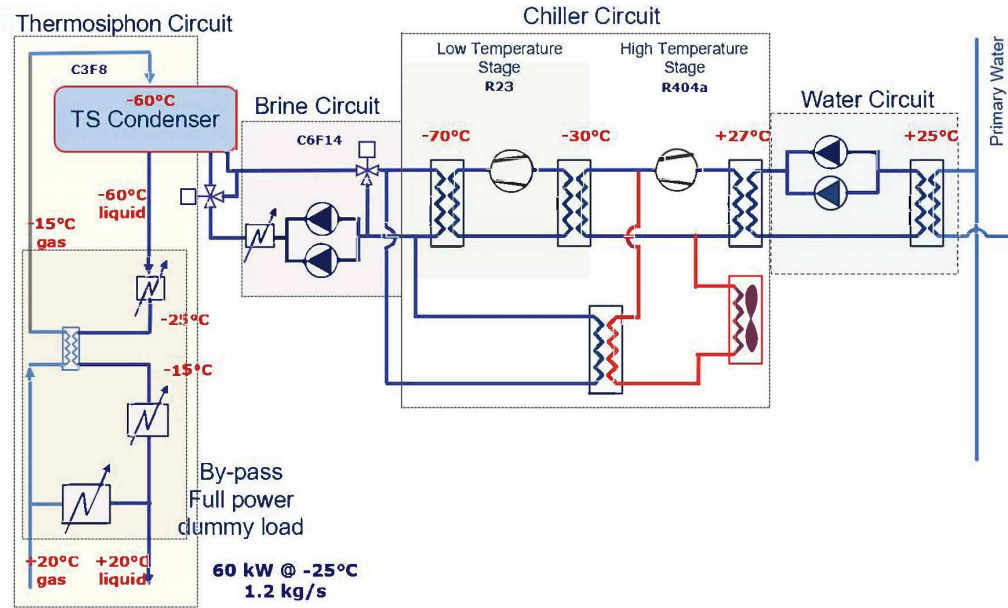 Thermosiphon Circuit
C3F8
-60°C
TS Condenser
-60°C
liquid
-15°C
gas
-25°C
-15°C
+20°C
gas
+20°C
liquid
By-pass
Full power
dummy load
60 kW @ -25°C
1.2 kg/s
Brine Circuit
C6F14
Chiller Circuit
Low Temperature
Stage
R23
High Temperature
Stage
R404a
-70°C
-30°C
+27°C
Water Circuit
+25°C
Primary Water